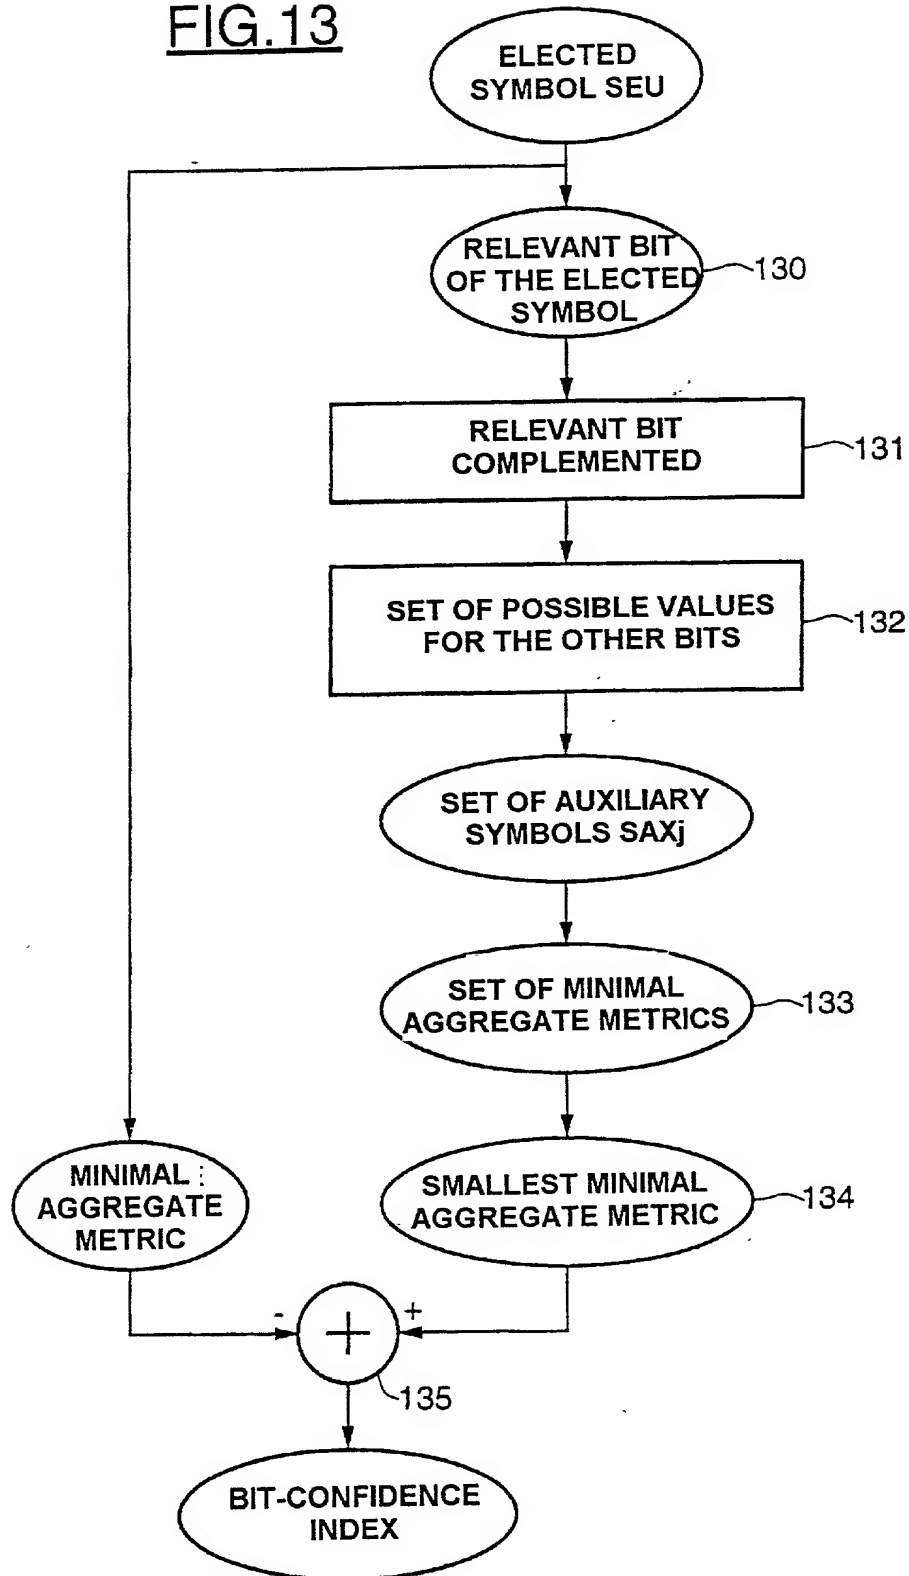 FIG.13
ELECTED
SYMBOL SEU
RELEVANT BIT
OF THE ELECTED
SYMBOL
130
RELEVANT BIT
COMPLEMENTED
131
SET OF POSSIBLE VALUES
FOR THE OTHER BITS
132
SET OF AUXILIARY
SYMBOLS SAXj
SET OF MINIMAL
AGGREGATE METRICS
133
MINIMAL
AGGREGATE
METRIC
SMALLEST MINIMAL
AGGREGATE METRIC
134
- +
+
135
BIT-CONFIDENCE
INDEX